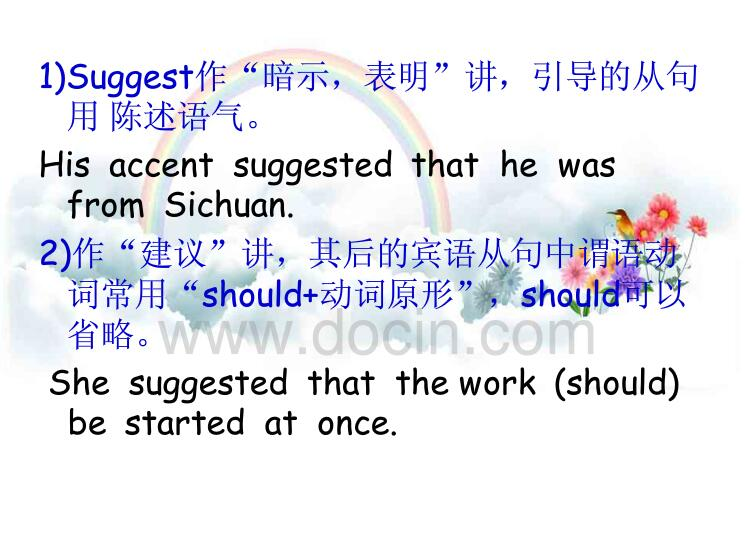 1)Suggest作“暗示，表明”讲，引导的从句
用 陈述语气。
His accent suggested that he was
from Sichuan.
2)作“建议”讲，其后的宾语从句中谓语动
词常用“should+动词原形”，should可以
省略。
www.docin.com
She suggested that the work (should)
be started at once.